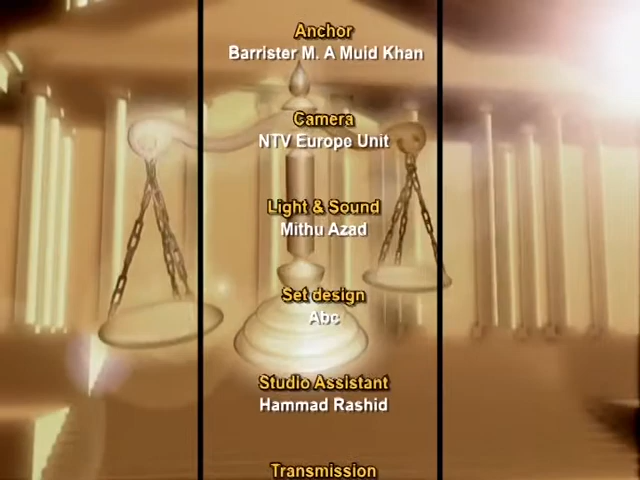 Anchor
Barrister M. A Muid Khan
Camera
NTV Europe Unit
Light & Sound
Mithu Azad
Set design
Abc
Studio Assistant
Hammad Rashid
Transmission